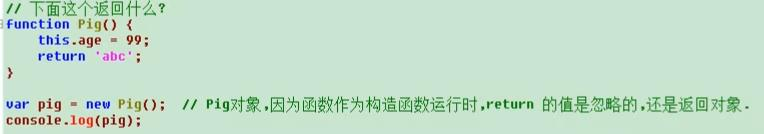 // 下面这个返回什么?
function Pig() {
    this.age = 99;
    return 'abc';
}
var pig = new Pig();  // Pig对象,因为函数作为构造函数运行时,return 的值是忽略的,还是返回对象.
console.log(pig);